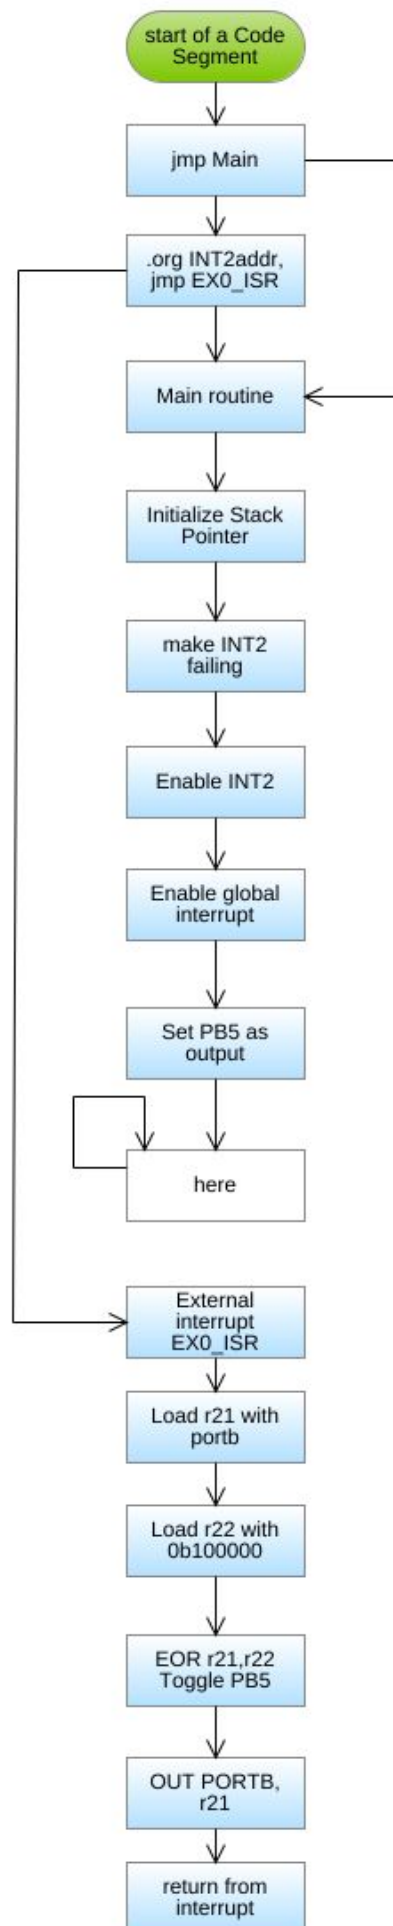 start of a Code
Segment
jmp Main
.org INT2addr,
jmp EX0_ISR
Main routine
Initialize Stack
Pointer
make INT2
failing
Enable INT2
Enable global
interrupt
Set PB5 as
output
here
External
interrupt
EX0_ISR
Load r21 with
portb
Load r22 with
0b100000
EOR r21,r22
Toggle PB5
OUT PORTB,
r21
return from
interrupt